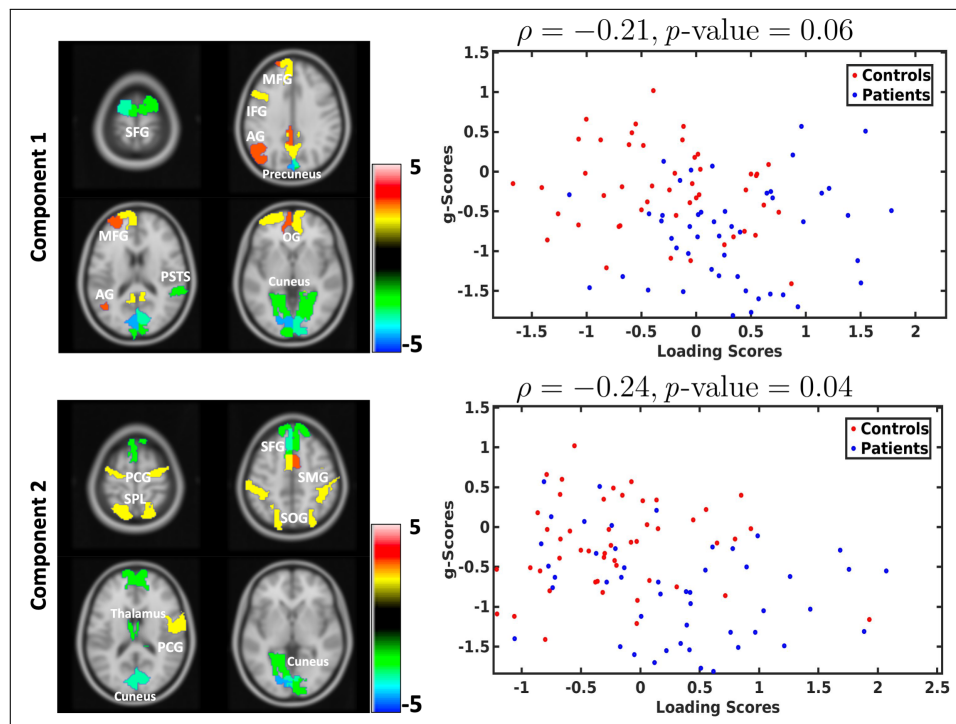 Component 1
SFG
MFG
IFG
AG
Precuneus
MFG
AG
PSTS
OG
Cuneus
5
-5
ρ = −0.21, p-value = 0.06
g-Scores
1.5
1
0.5
0
-0.5
-1
-1.5
Controls
Patients
-1.5 -1 -0.5 0 0.5 1 1.5 2
Loading Scores
Component 2
PCG
SPL
SFG
SMG
SOG
Thalamus
PCG
Cuneus
Cuneus
5
-5
ρ = −0.24, p-value = 0.04
g-Scores
1.5
1
0.5
0
-0.5
-1
-1.5
Controls
Patients
-1 -0.5 0 0.5 1 1.5 2 2.5
Loading Scores